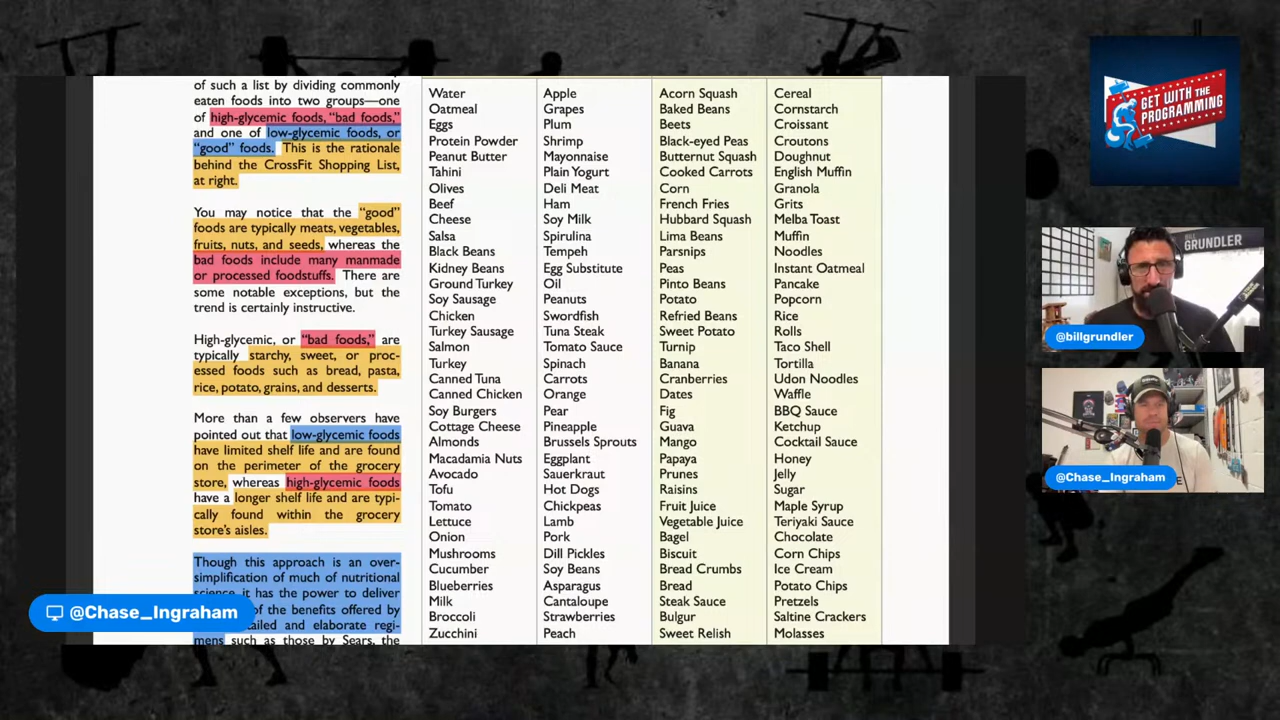 of such a list by dividing commonly
eaten foods into two groups—one
of high-glycemic foods, “bad foods,”
and one of low-glycemic foods, or
“good” foods. This is the rationale
behind the CrossFit Shopping List,
at right.
You may notice that the “good”
foods are typically meats, vegetables,
fruits, nuts, and seeds, whereas the
bad foods include many manmade
or processed foodstuffs. There are
some notable exceptions, but the
trend is certainly instructive.
High-glycemic, or “bad foods,” are
typically starchy, sweet, or proc-
essed foods such as bread, pasta,
rice, potato, grains, and desserts.
More than a few observers have
pointed out that low-glycemic foods
have limited shelf life and are found
on the perimeter of the grocery
store, whereas high-glycemic foods
have a longer shelf life and are typi-
cally found within the grocery
store’s aisles.
Though this approach is an over-
simplification of much of nutritional
science, it has the power to deliver
of the benefits offered by
and elaborate regi-
mens such as those by Sears, the
Water
Oatmeal
Eggs
Protein Powder
Peanut Butter
Tahini
Olives
Beef
Cheese
Salsa
Black Beans
Kidney Beans
Ground Turkey
Soy Sausage
Chicken
Turkey Sausage
Salmon
Turkey
Canned Tuna
Canned Chicken
Soy Burgers
Cottage Cheese
Almonds
Macadamia Nuts
Avocado
Tofu
Tomato
Lettuce
Onion
Mushrooms
Cucumber
Blueberries
Milk
Broccoli
Zucchini
Apple
Grapes
Plum
Shrimp
Mayonnaise
Plain Yogurt
Deli Meat
Ham
Soy Milk
Spirulina
Tempeh
Egg Substitute
Oil
Peanuts
Swordfish
Tuna Steak
Tomato Sauce
Spinach
Carrots
Orange
Pear
Pineapple
Brussels Sprouts
Eggplant
Sauerkraut
Hot Dogs
Chickpeas
Lamb
Pork
Dill Pickles
Soy Beans
Asparagus
Cantaloupe
Strawberries
Peach
Acorn Squash
Baked Beans
Beets
Black-eyed Peas
Butternut Squash
Cooked Carrots
Corn
French Fries
Hubbard Squash
Lima Beans
Parsnips
Peas
Pinto Beans
Potato
Refried Beans
Sweet Potato
Turnip
Banana
Cranberries
Dates
Fig
Guava
Mango
Papaya
Prunes
Raisins
Fruit Juice
Vegetable Juice
Bagel
Biscuit
Bread Crumbs
Bread
Steak Sauce
Bulgur
Sweet Relish
Cereal
Cornstarch
Croissant
Croutons
Doughnut
English Muffin
Granola
Grits
Melba Toast
Muffin
Noodles
Instant Oatmeal
Pancake
Popcorn
Rice
Rolls
Taco Shell
Tortilla
Udon Noodles
Waffle
BBQ Sauce
Ketchup
Cocktail Sauce
Honey
Jelly
Sugar
Maple Syrup
Teriyaki Sauce
Chocolate
Corn Chips
Ice Cream
Potato Chips
Pretzels
Saltine Crackers
Molasses
@Chase_Ingraham
GET WITH THE
PROGRAMMING
BILL
GRUNDLER
@billgrundler
@Chase_Ingraham